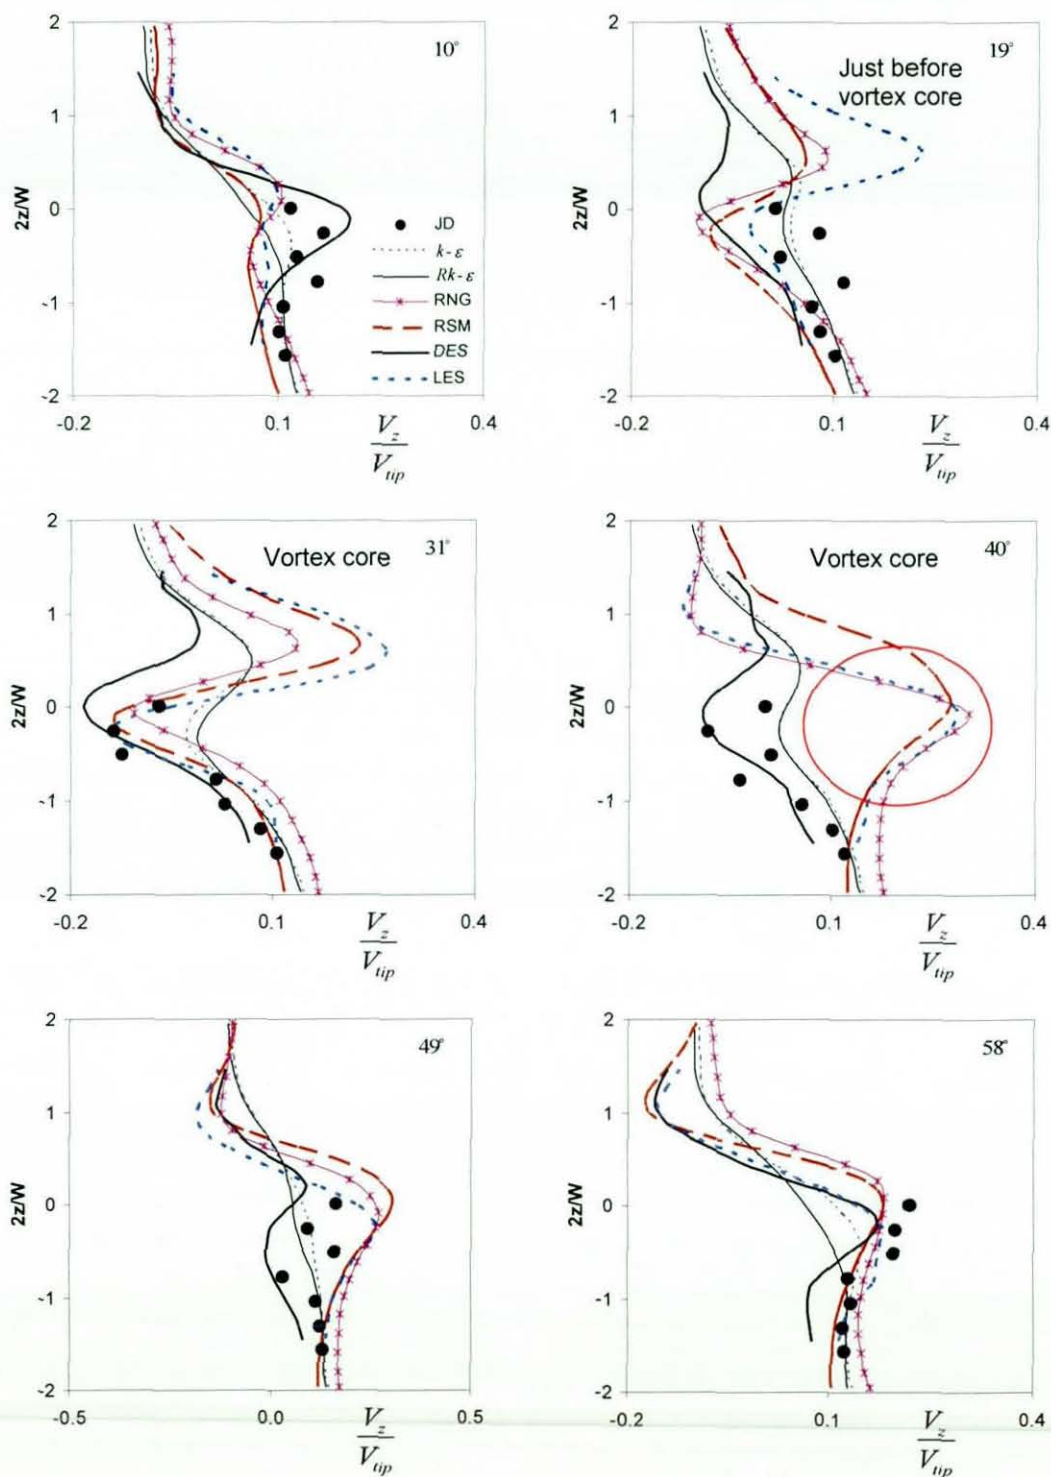 2
10°
1
2z/W
0
JD
k-ε
Rk-ε
-1
RNG
RSM
DES
LES
-2
-0.2
0.1
0.4
V_z
V_tip
2
19°
Just before
vortex core
1
2z/W
0
-1
-2
-0.2
0.1
0.4
V_z
V_tip
2
31°
Vortex core
1
2z/W
0
-1
-2
-0.2
0.1
0.4
V_z
V_tip
2
40°
Vortex core
1
2z/W
0
-1
-2
-0.2
0.1
0.4
V_z
V_tip
2
49°
1
2z/W
0
-1
-2
-0.5
0.0
0.5
V_z
V_tip
2
58°
1
2z/W
0
-1
-2
-0.2
0.1
0.4
V_z
V_tip